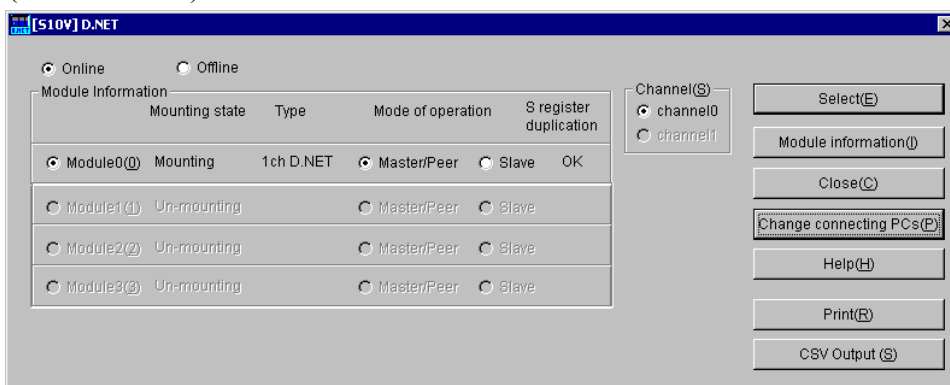 [S10V] D.NET
Online Offline
Module Information
Mounting state Type Mode of operation S register duplication
Module0(0) Mounting 1ch D.NET Master/Peer Slave OK
Module1(1) Un-mounting Master/Peer Slave
Module2(2) Un-mounting Master/Peer Slave
Module3(3) Un-mounting Master/Peer Slave
Channel(S)
channel0
channel1
Select(E)
Module information(I)
Close(C)
Change connecting PCs(P)
Help(H)
Print(R)
CSV Output (S)